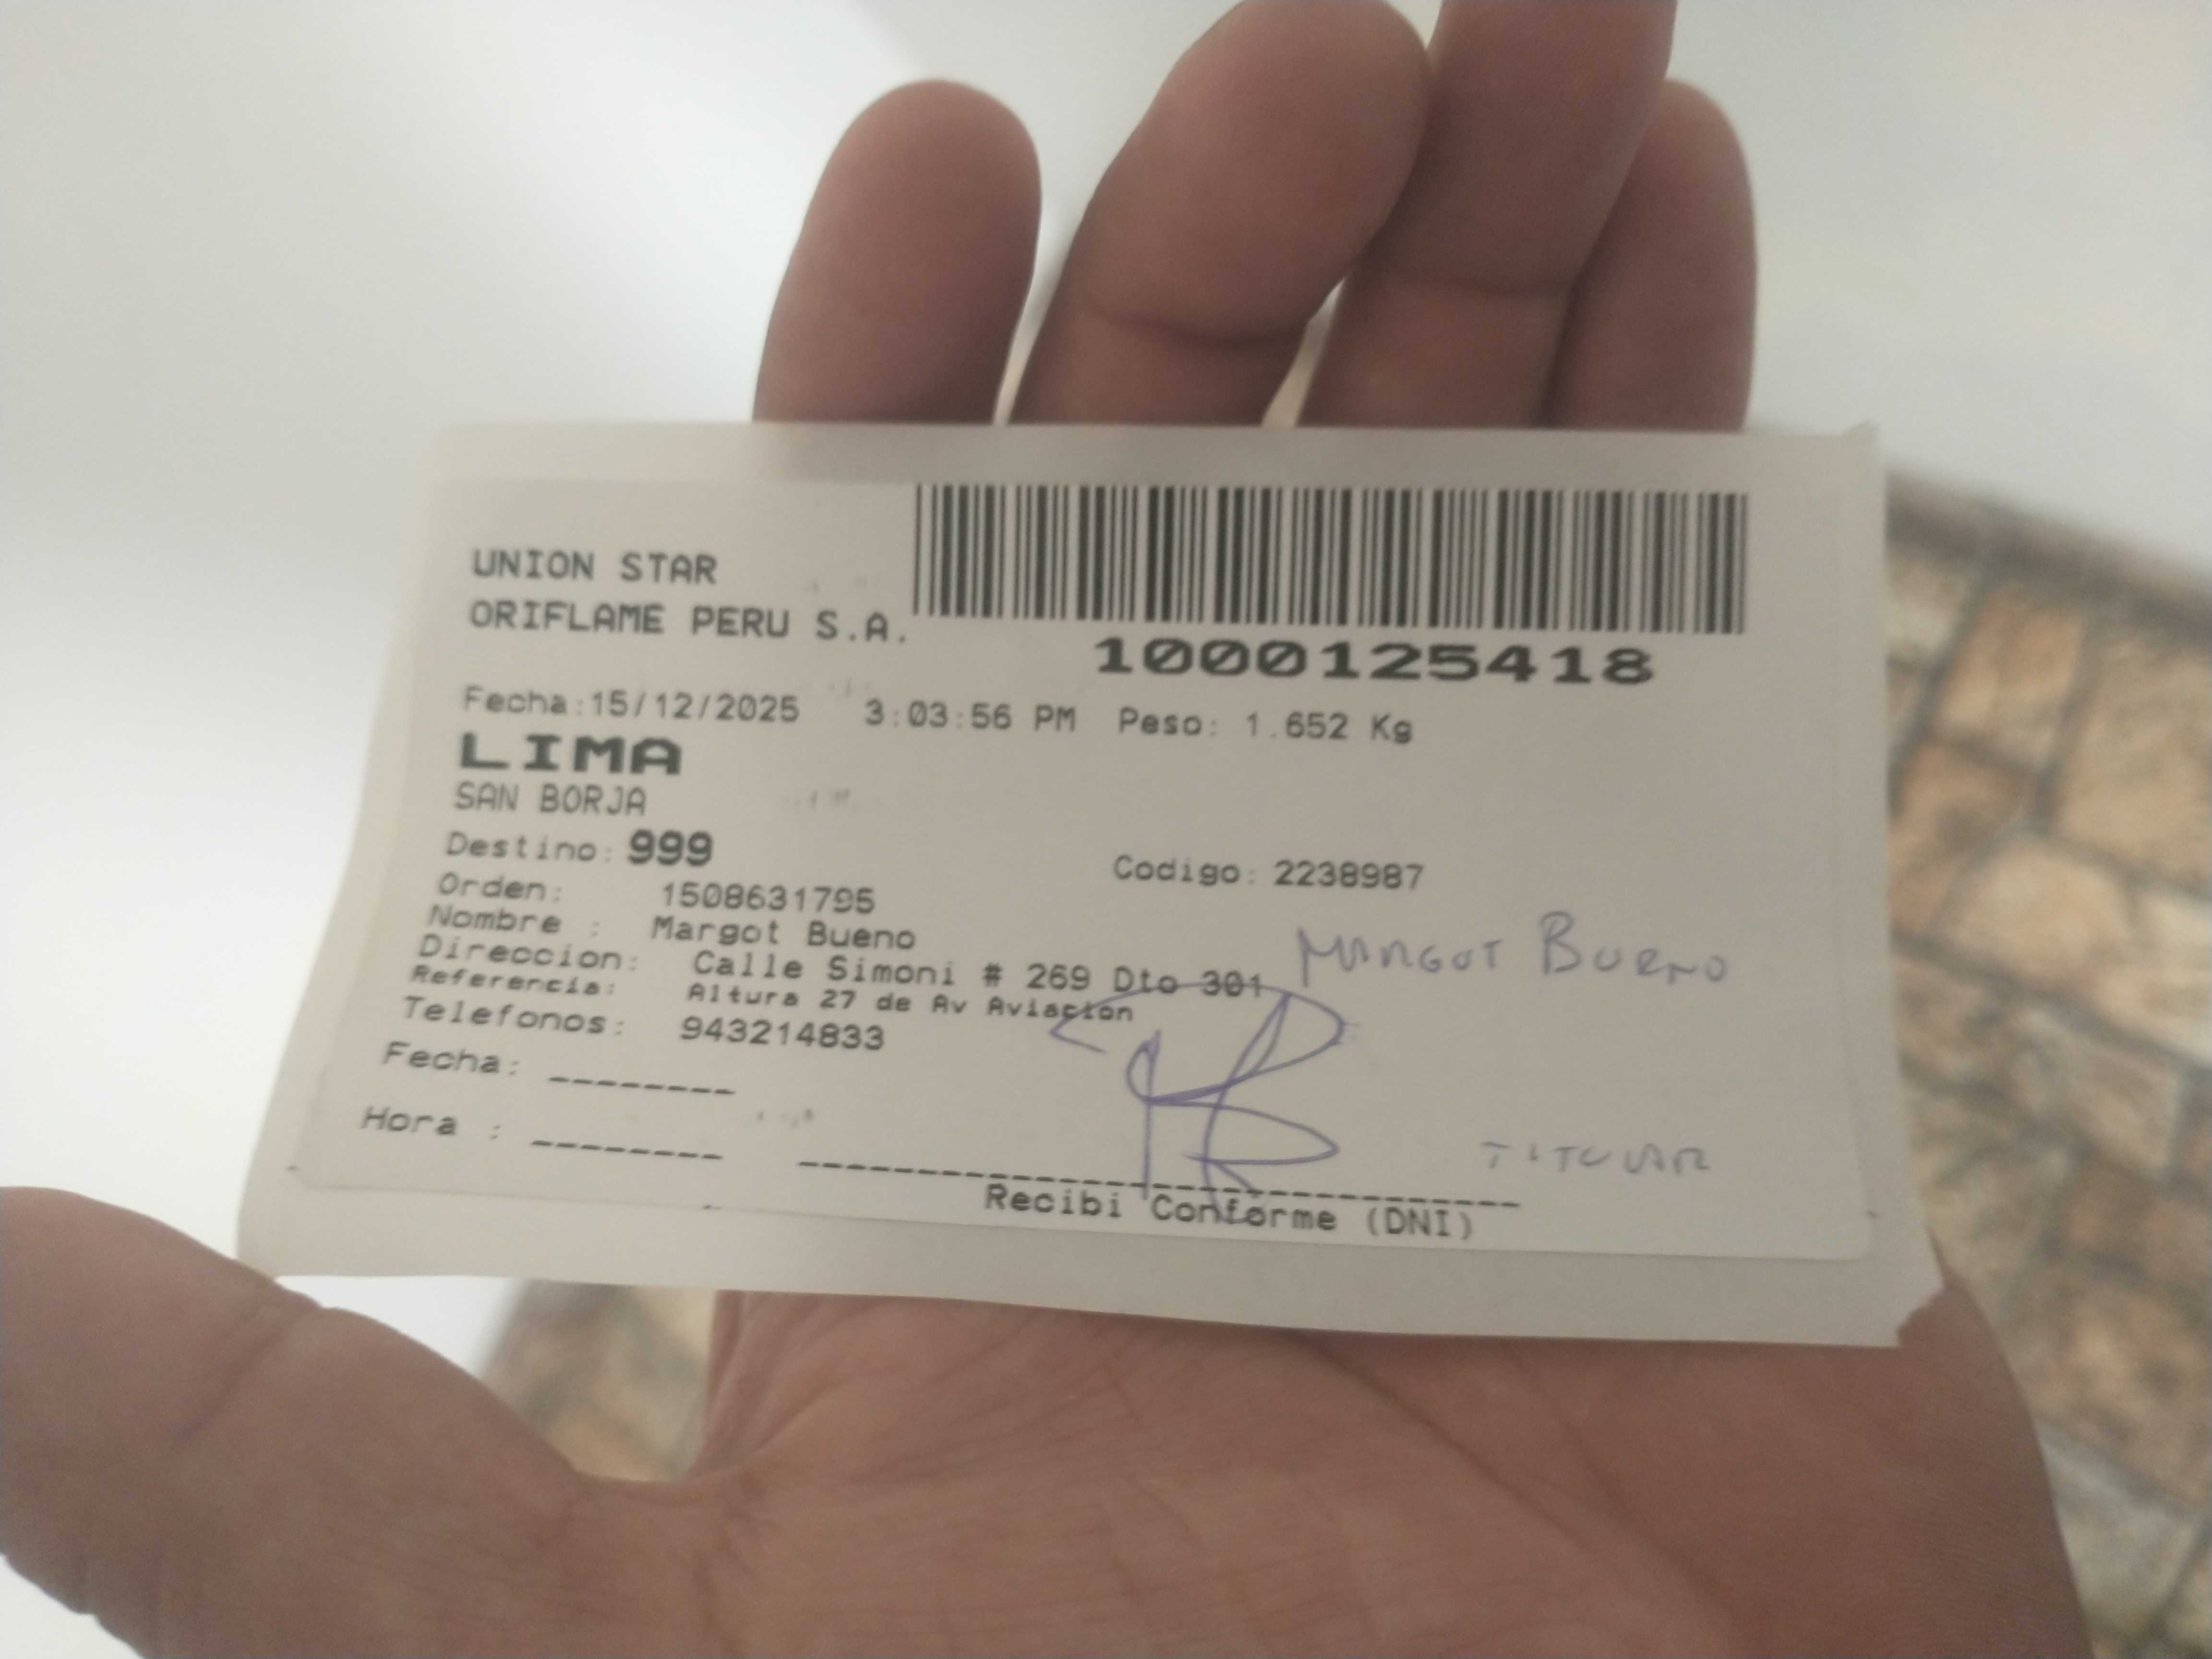 UNION STAR
ORIFLAME PERU S.A.
1000125418
Fecha:15/12/2025 3:03:56 PM Peso: 1.652 Kg
LIMA
SAN BORJA
Destino: 999 Codigo: 2238987
Orden: 1508631795
Nombre : Margot Bueno
MARGOT BUENO
Direccion: Calle Simoni # 269 Dto 301
Referencia: Altura 27 de Av Aviacion
Telefonos: 943214833
Fecha: --------
TITULAR
Hora : --------
Recibi Conforme (DNI)